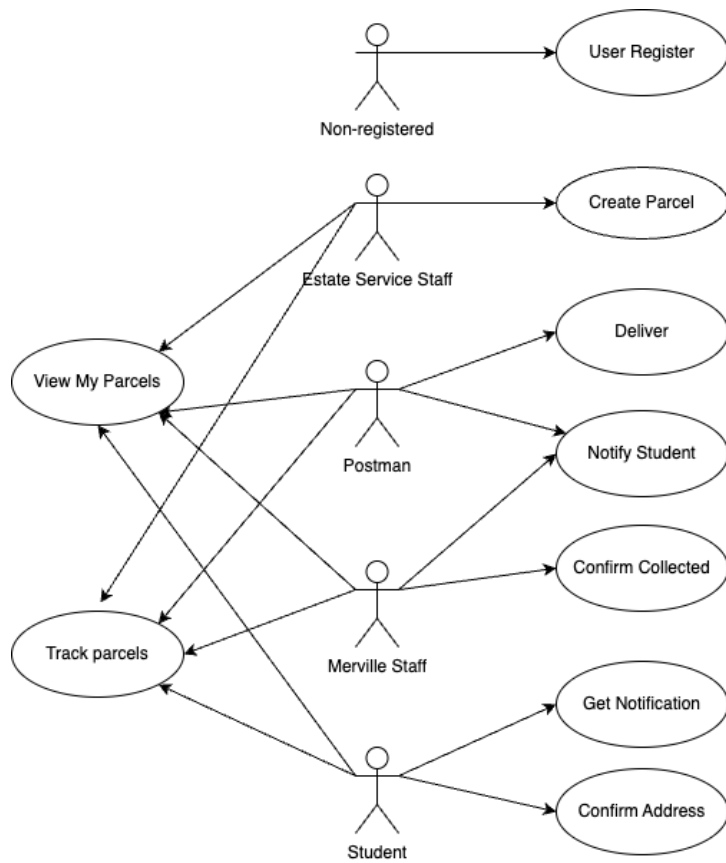 User Register
Non-registered
Create Parcel
Estate Service Staff
Deliver
View My Parcels
Notify Student
Postman
Confirm Collected
Track parcels
Merville Staff
Get Notification
Confirm Address
Student